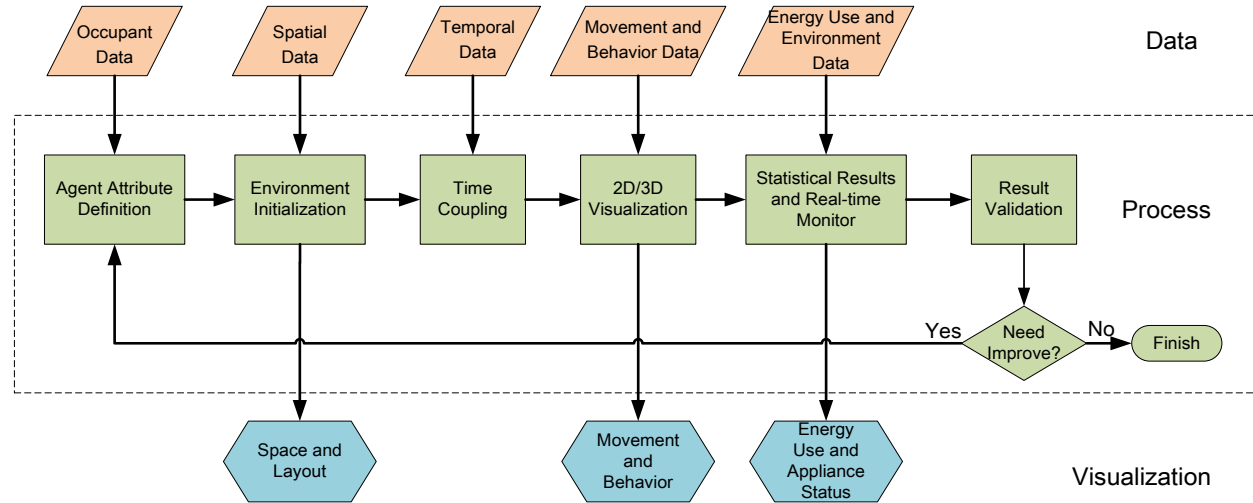 Occupant
Data
Spatial
Data
Temporal
Data
Movement and
Behavior Data
Energy Use and
Environment
Data
Data
Agent Attribute
Definition
Environment
Initialization
Time
Coupling
2D/3D
Visualization
Statistical Results
and Real-time
Monitor
Result
Validation
Process
Yes
Need
Improve?
No
Finish
Space and
Layout
Movement
and
Behavior
Energy
Use and
Appliance
Status
Visualization